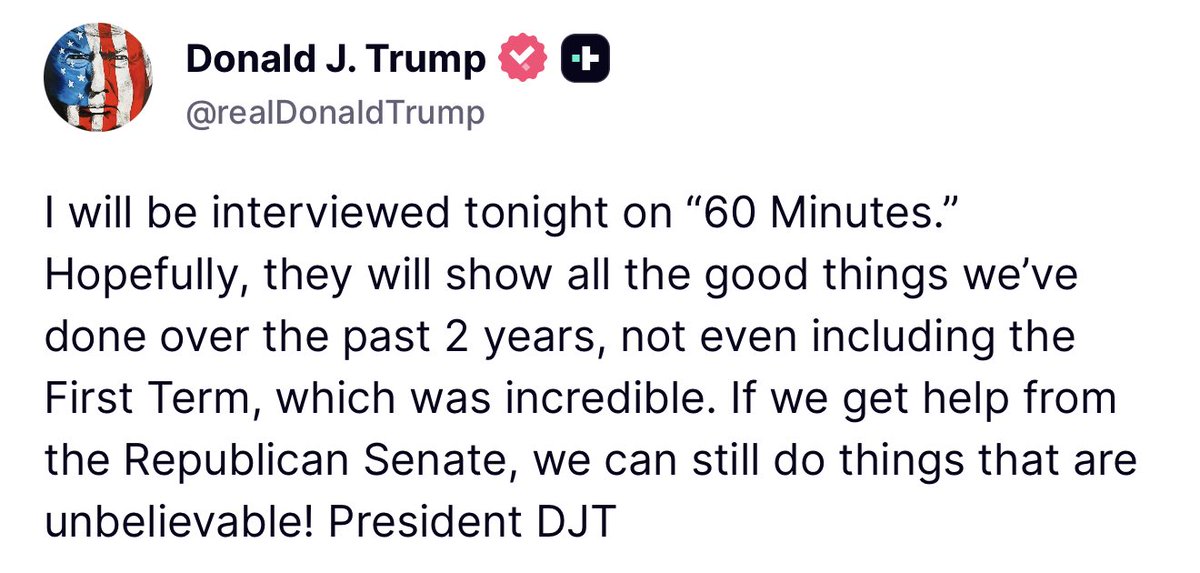 Donald J. Trump
@realDonaldTrump
I will be interviewed tonight on “60 Minutes.”
Hopefully, they will show all the good things we’ve
done over the past 2 years, not even including the
First Term, which was incredible. If we get help from
the Republican Senate, we can still do things that are
unbelievable! President DJT